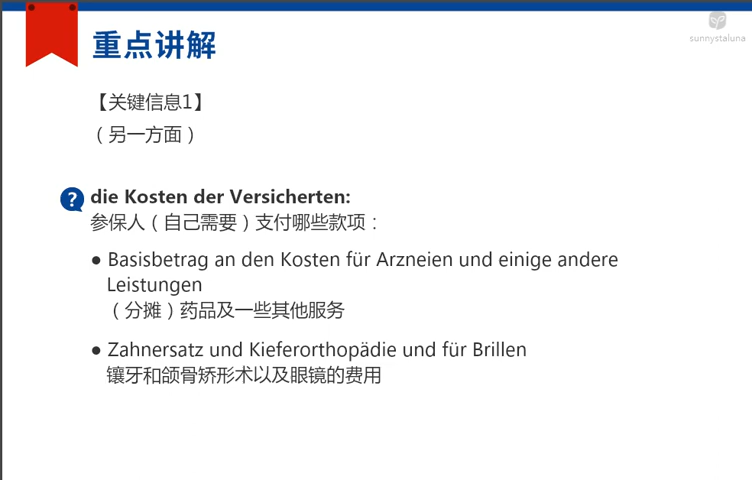 sunnystaluna
重点讲解
【关键信息1】
（另一方面）
? die Kosten der Versicherten:
参保人（自己需要）支付哪些款项：
● Basisbetrag an den Kosten für Arzneien und einige andere
Leistungen
（分摊）药品及一些其他服务
● Zahnersatz und Kieferorthopädie und für Brillen
镶牙和颌骨矫形术以及眼镜的费用